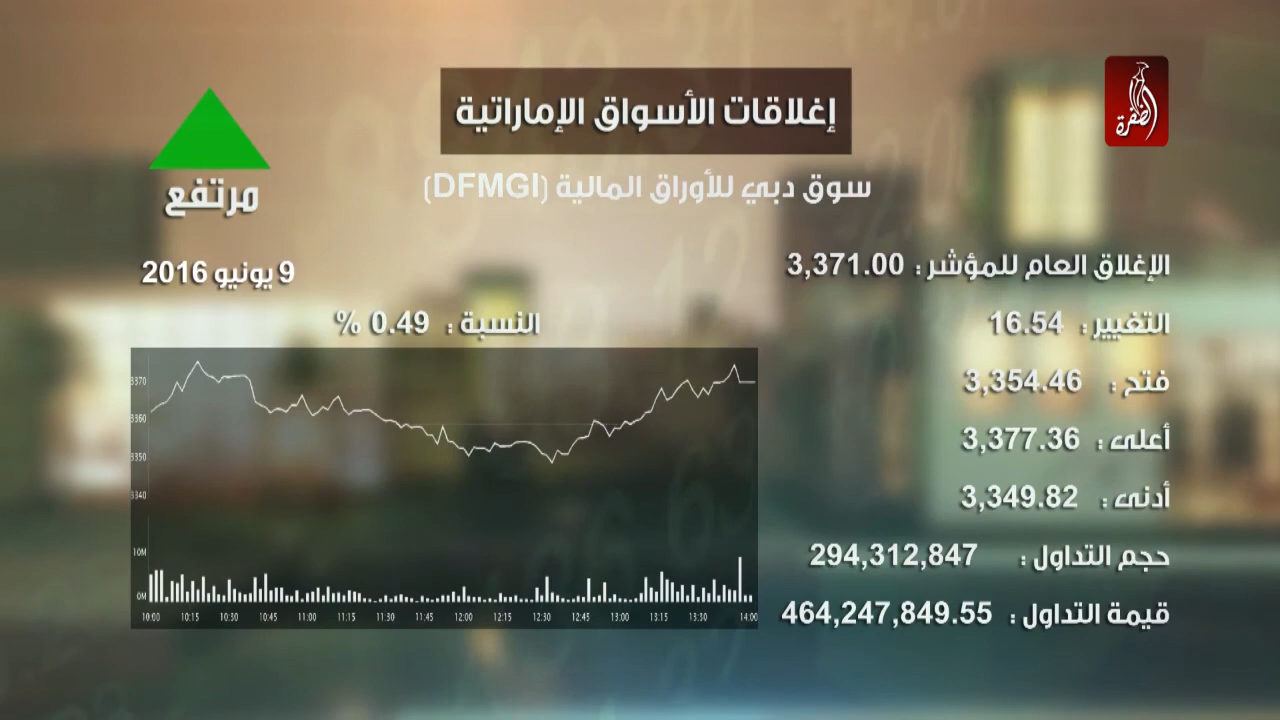 إغلاقات الأسواق الإماراتية
الظفرة
سوق دبي للأوراق المالية (DFMGI)
مرتفع
9 يونيو 2016
الإغلاق العام للمؤشر : 3,371.00
التغيير : 16.54
النسبة : 0.49 %
فتح : 3,354.46
أعلى : 3,377.36
أدنى : 3,349.82
حجم التداول : 294,312,847
قيمة التداول : 464,247,849.55
3370
3360
3350
3340
10M
0M
10:00 10:15 10:30 10:45 11:00 11:15 11:30 11:45 12:00 12:15 12:30 12:45 13:00 13:15 13:30 14:00